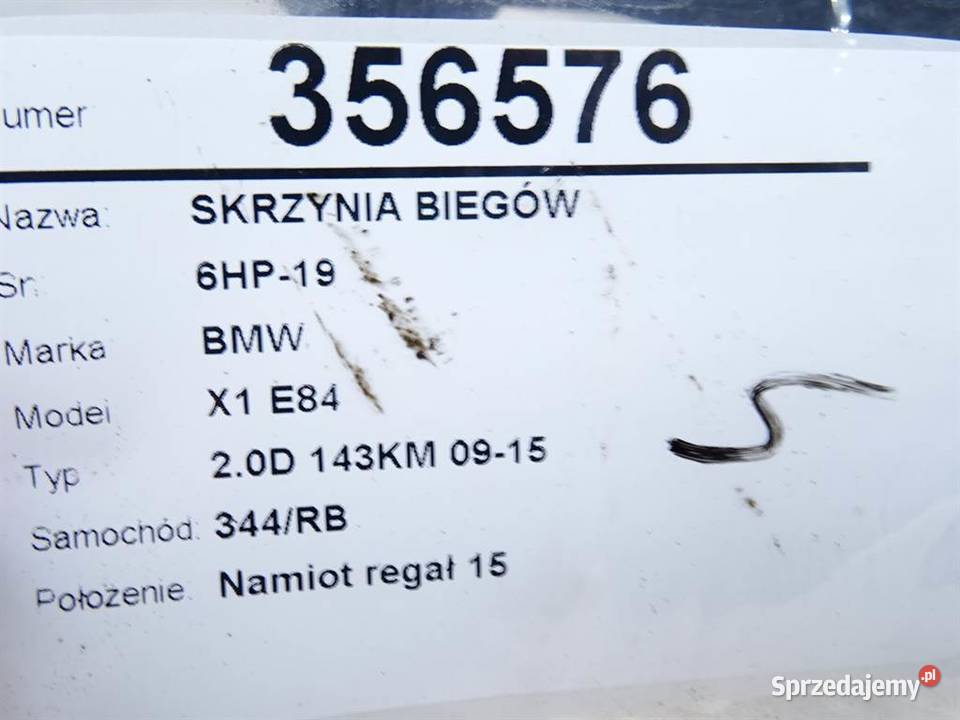 umer 356576
Nazwa: SKRZYNIA BIEGÓW
Sr: 6HP-19
Marka BMW
Model X1 E84
Typ 2.0D 143KM 09-15
Samochód: 344/RB
Położenie: Namiot regał 15
Sprzedajemy.pl